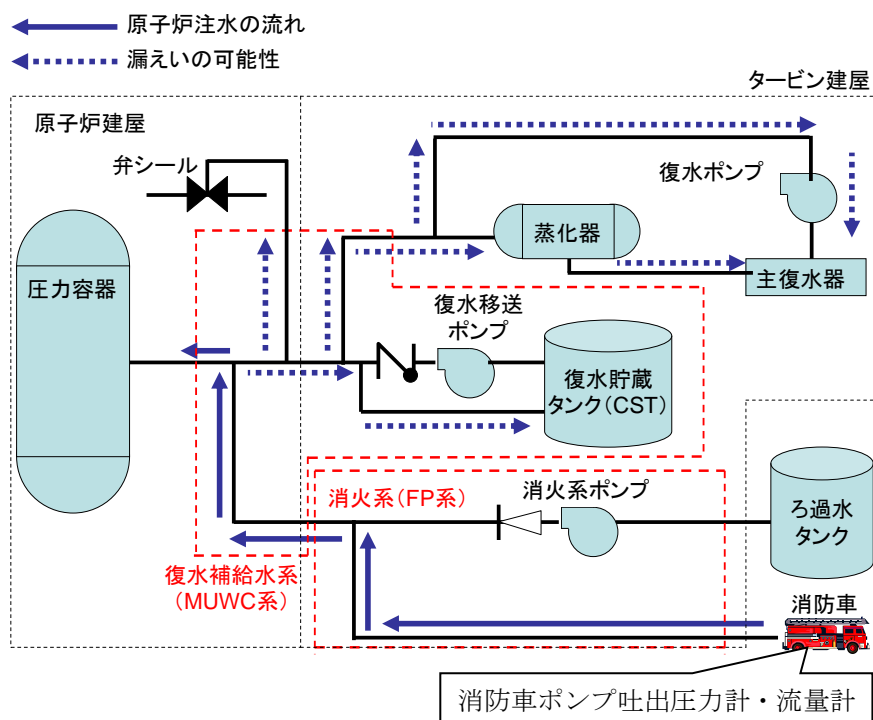 原子炉注水の流れ
漏えいの可能性
タービン建屋
原子炉建屋
弁シール
復水ポンプ
蒸化器
圧力容器
主復水器
復水移送
ポンプ
復水貯蔵
タンク(CST)
消火系(FP系)
消火系ポンプ
ろ過水
タンク
復水補給水系
(MUWC系)
消防車
消防車ポンプ吐出圧力計・流量計